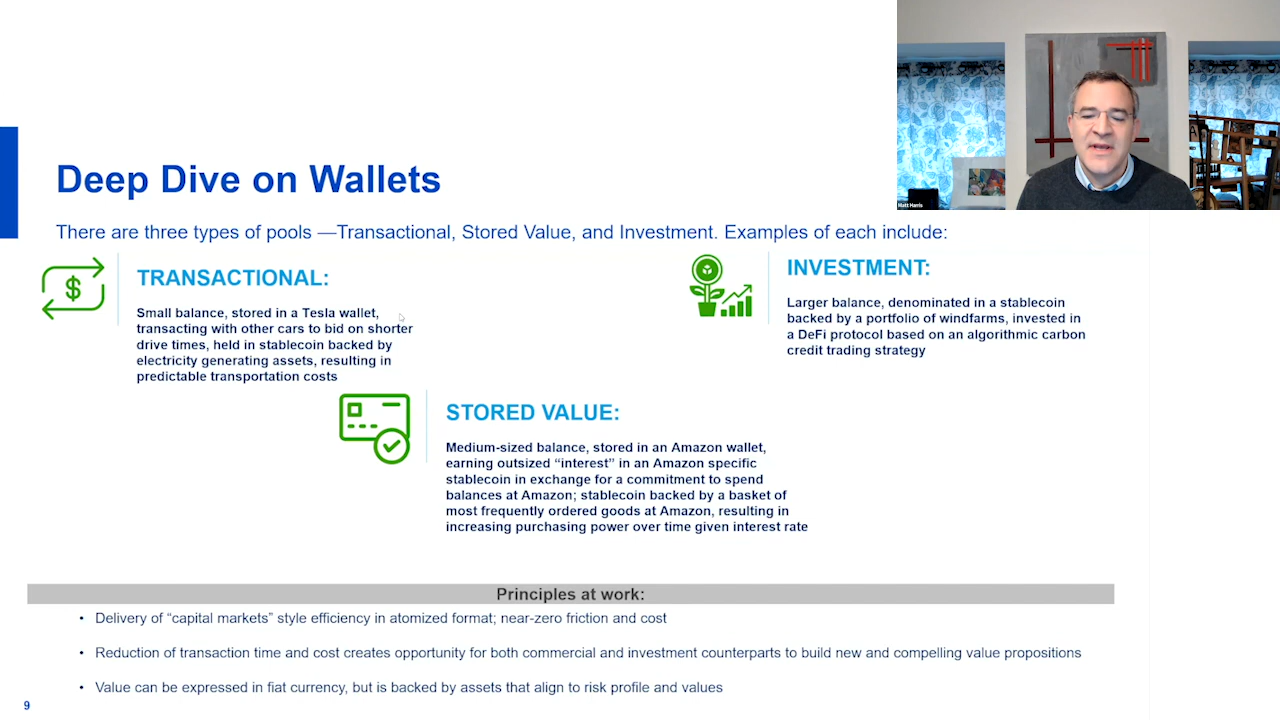 Matt Harris
Deep Dive on Wallets
There are three types of pools —Transactional, Stored Value, and Investment. Examples of each include:
$
TRANSACTIONAL:
Small balance, stored in a Tesla wallet,
transacting with other cars to bid on shorter
drive times, held in stablecoin backed by
electricity generating assets, resulting in
predictable transportation costs
INVESTMENT:
Larger balance, denominated in a stablecoin
backed by a portfolio of windfarms, invested in
a DeFi protocol based on an algorithmic carbon
credit trading strategy
STORED VALUE:
Medium-sized balance, stored in an Amazon wallet,
earning outsized “interest” in an Amazon specific
stablecoin in exchange for a commitment to spend
balances at Amazon; stablecoin backed by a basket of
most frequently ordered goods at Amazon, resulting in
increasing purchasing power over time given interest rate
Principles at work:
• Delivery of “capital markets” style efficiency in atomized format; near-zero friction and cost
• Reduction of transaction time and cost creates opportunity for both commercial and investment counterparts to build new and compelling value propositions
• Value can be expressed in fiat currency, but is backed by assets that align to risk profile and values
9